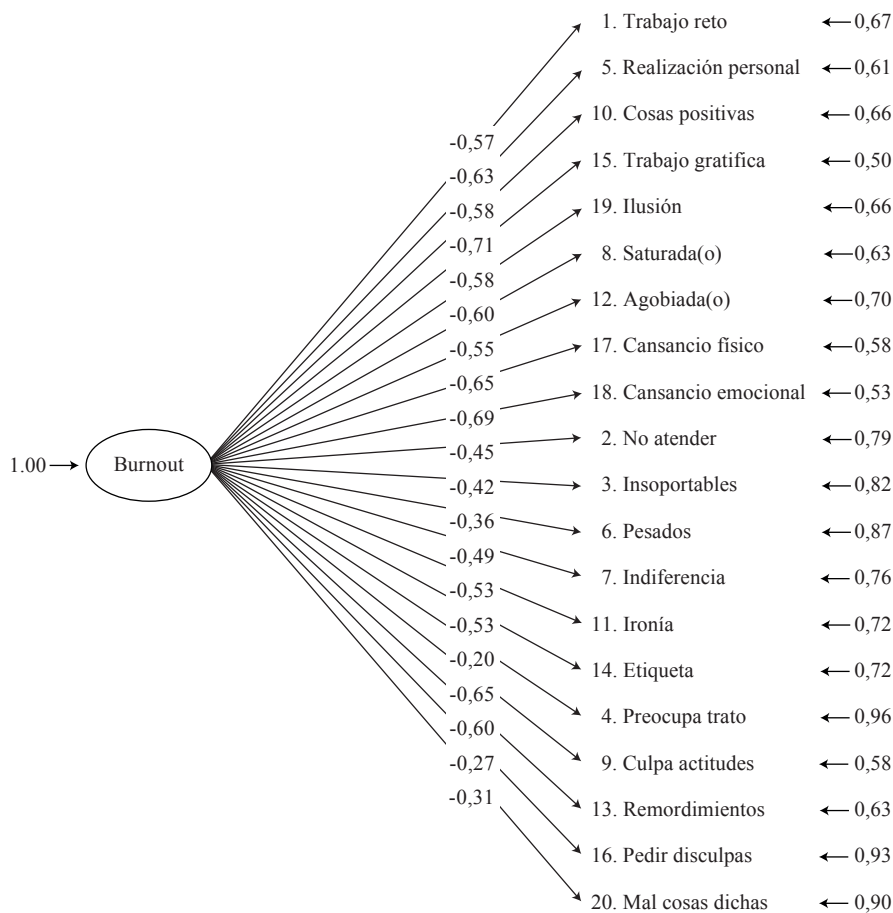 1. Trabajo reto 0,67
5. Realización personal 0,61
10. Cosas positivas 0,66
-0,57
15. Trabajo gratifica 0,50
-0,63
19. Ilusión 0,66
-0,58
-0,71
8. Saturada(o) 0,63
-0,58
12. Agobiada(o) 0,70
-0,60
17. Cansancio físico 0,58
-0,55
-0,65
18. Cansancio emocional 0,53
-0,69
2. No atender 0,79
-0,45
1.00 Burnout
3. Insoportables 0,82
-0,42
-0,36
6. Pesados 0,87
-0,49
7. Indiferencia 0,76
-0,53
11. Ironía 0,72
-0,53
-0,20
14. Etiqueta 0,72
-0,65
4. Preocupa trato 0,96
-0,60
9. Culpa actitudes 0,58
-0,27
-0,31
13. Remordimientos 0,63
16. Pedir disculpas 0,93
20. Mal cosas dichas 0,90